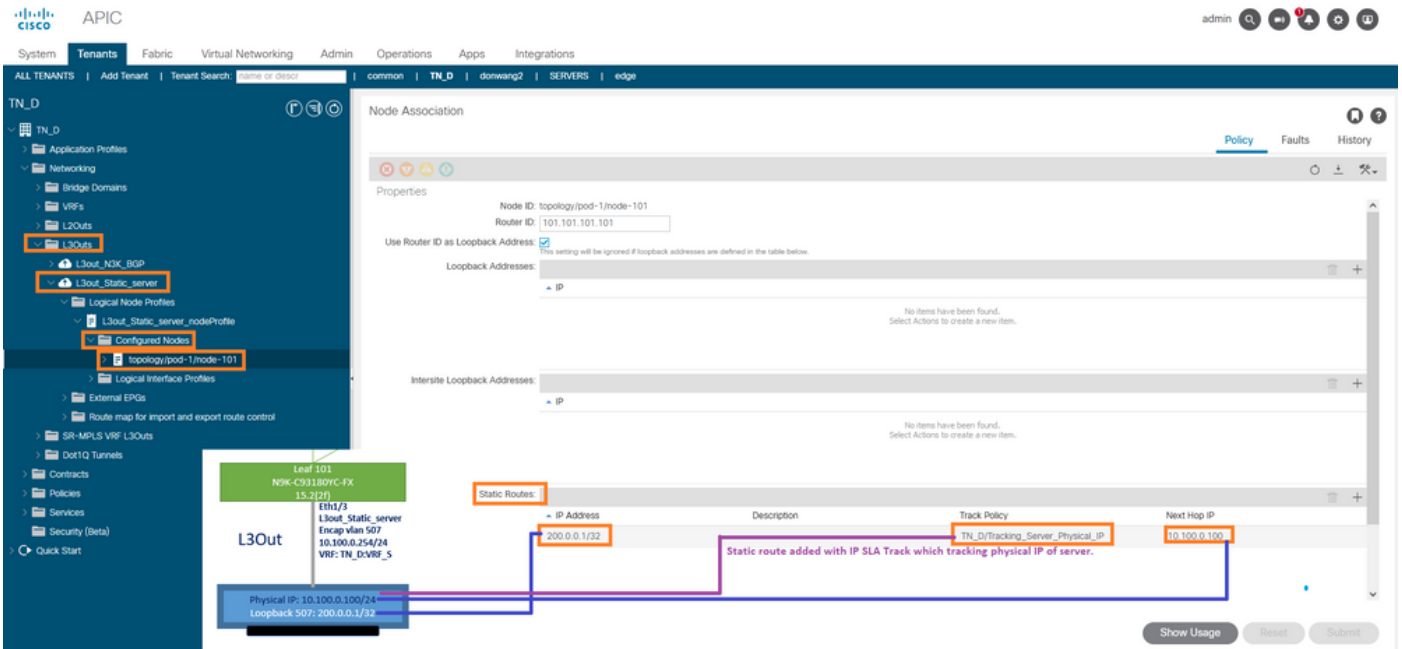 CISCO
APIC
admin
1
System Tenants Fabric Virtual Networking Admin Operations Apps Integrations
ALL TENANTS | Add Tenant | Tenant Search: name or descr | common | TN_D | donwang2 | SERVERS | edge
TN_D
TN_D
Application Profiles
Networking
Bridge Domains
VRFs
L2Outs
L3Outs
L3out_N3K_BGP
L3out_Static_server
Logical Node Profiles
L3out_Static_server_nodeProfile
Configured Nodes
topology/pod-1/node-101
Logical Interface Profiles
External EPGs
Route map for import and export route control
SR-MPLS VRF L3Outs
Dot1Q Tunnels
Contracts
Policies
Services
Security (Beta)
Quick Start
Node Association
Policy Faults History
Properties
Node ID: topology/pod-1/node-101
Router ID: 101.101.101.101
Use Router ID as Loopback Address:
This setting will be ignored if loopback addresses are defined in the table below.
Loopback Addresses:
IP
No items have been found.
Select Actions to create a new item.
Intersite Loopback Addresses:
IP
No items have been found.
Select Actions to create a new item.
Static Routes:
IP Address Description Track Policy Next Hop IP
200.0.0.1/32 TN_D/Tracking_Server_Physical_IP 10.100.0.100
Static route added with IP SLA Track which tracking physical IP of server.
Leaf 101
N9K-C93180YC-FX
15.2(2f)
Eth1/3
L3out_Static_server
Encap vlan 507
10.100.0.254/24
VRF: TN_D:VRF_S
L3Out
Physical IP: 10.100.0.100/24
Loopback 507: 200.0.0.1/32
Show Usage Reset Submit